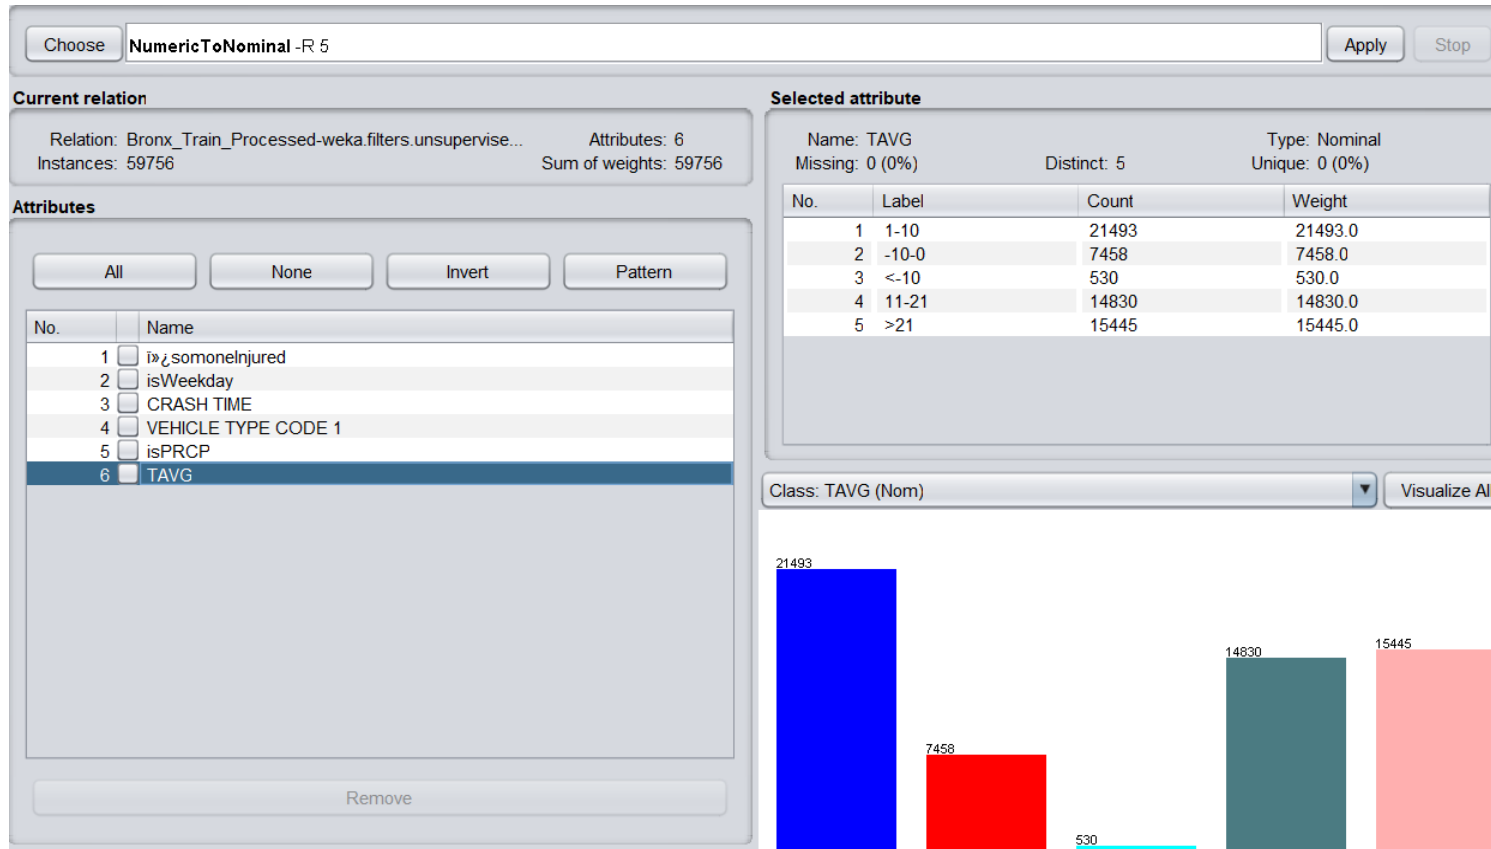 Choose NumericToNominal -R 5 Apply Stop
Current relation
Relation: Bronx_Train_Processed-weka.filters.unsupervise... Attributes: 6
Instances: 59756 Sum of weights: 59756
Attributes
All None Invert Pattern
No. Name
1 ï»¿somoneInjured
2 isWeekday
3 CRASH TIME
4 VEHICLE TYPE CODE 1
5 isPRCP
6 TAVG
Remove
Selected attribute
Name: TAVG Type: Nominal
Missing: 0 (0%) Distinct: 5 Unique: 0 (0%)
No. Label Count Weight
1 1-10 21493 21493.0
2 -10-0 7458 7458.0
3 <-10 530 530.0
4 11-21 14830 14830.0
5 >21 15445 15445.0
Class: TAVG (Nom) Visualize All
21493
7458
530
14830
15445